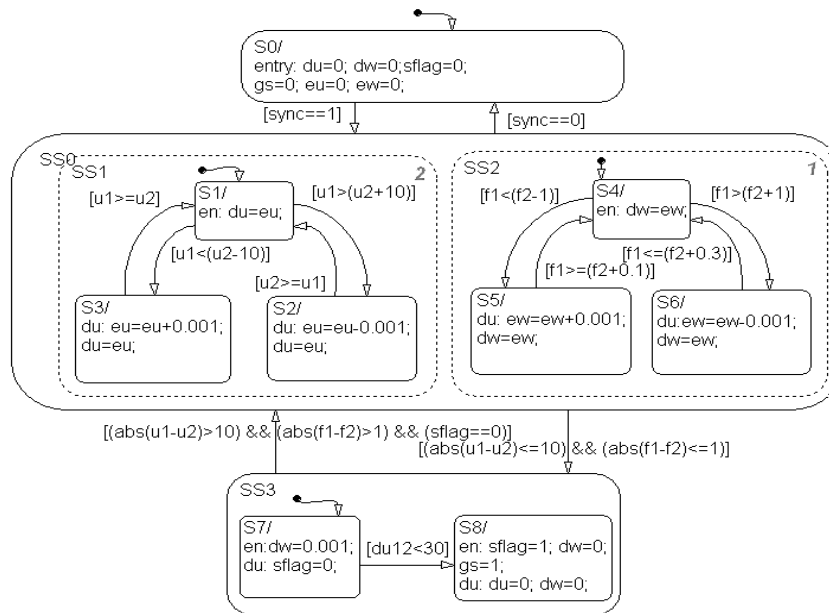 S0/
entry: du=0; dw=0;sflag=0;
gs=0; eu=0; ew=0;
[sync==1]
[sync==0]
SS0
SS1
2
S1/
en: du=eu;
[u1>=u2]
[u1>(u2+10)]
[u1<(u2-10)]
[u2>=u1]
S3/
du: eu=eu+0.001;
du=eu;
S2/
du: eu=eu-0.001;
du=eu;
SS2
1
S4/
en: dw=ew;
[f1<(f2-1)]
[f1>(f2+1)]
[f1<=(f2+0.3)]
[f1>=(f2+0.1)]
S5/
du: ew=ew+0.001;
dw=ew;
S6/
du:ew=ew-0.001;
dw=ew;
[(abs(u1-u2)>10) && (abs(f1-f2)>1) && (sflag==0)]
[(abs(u1-u2)<=10) && (abs(f1-f2)<=1)]
SS3
S7/
en:dw=0.001;
du: sflag=0;
[du12<30]
S8/
en: sflag=1; dw=0;
gs=1;
du: du=0; dw=0;